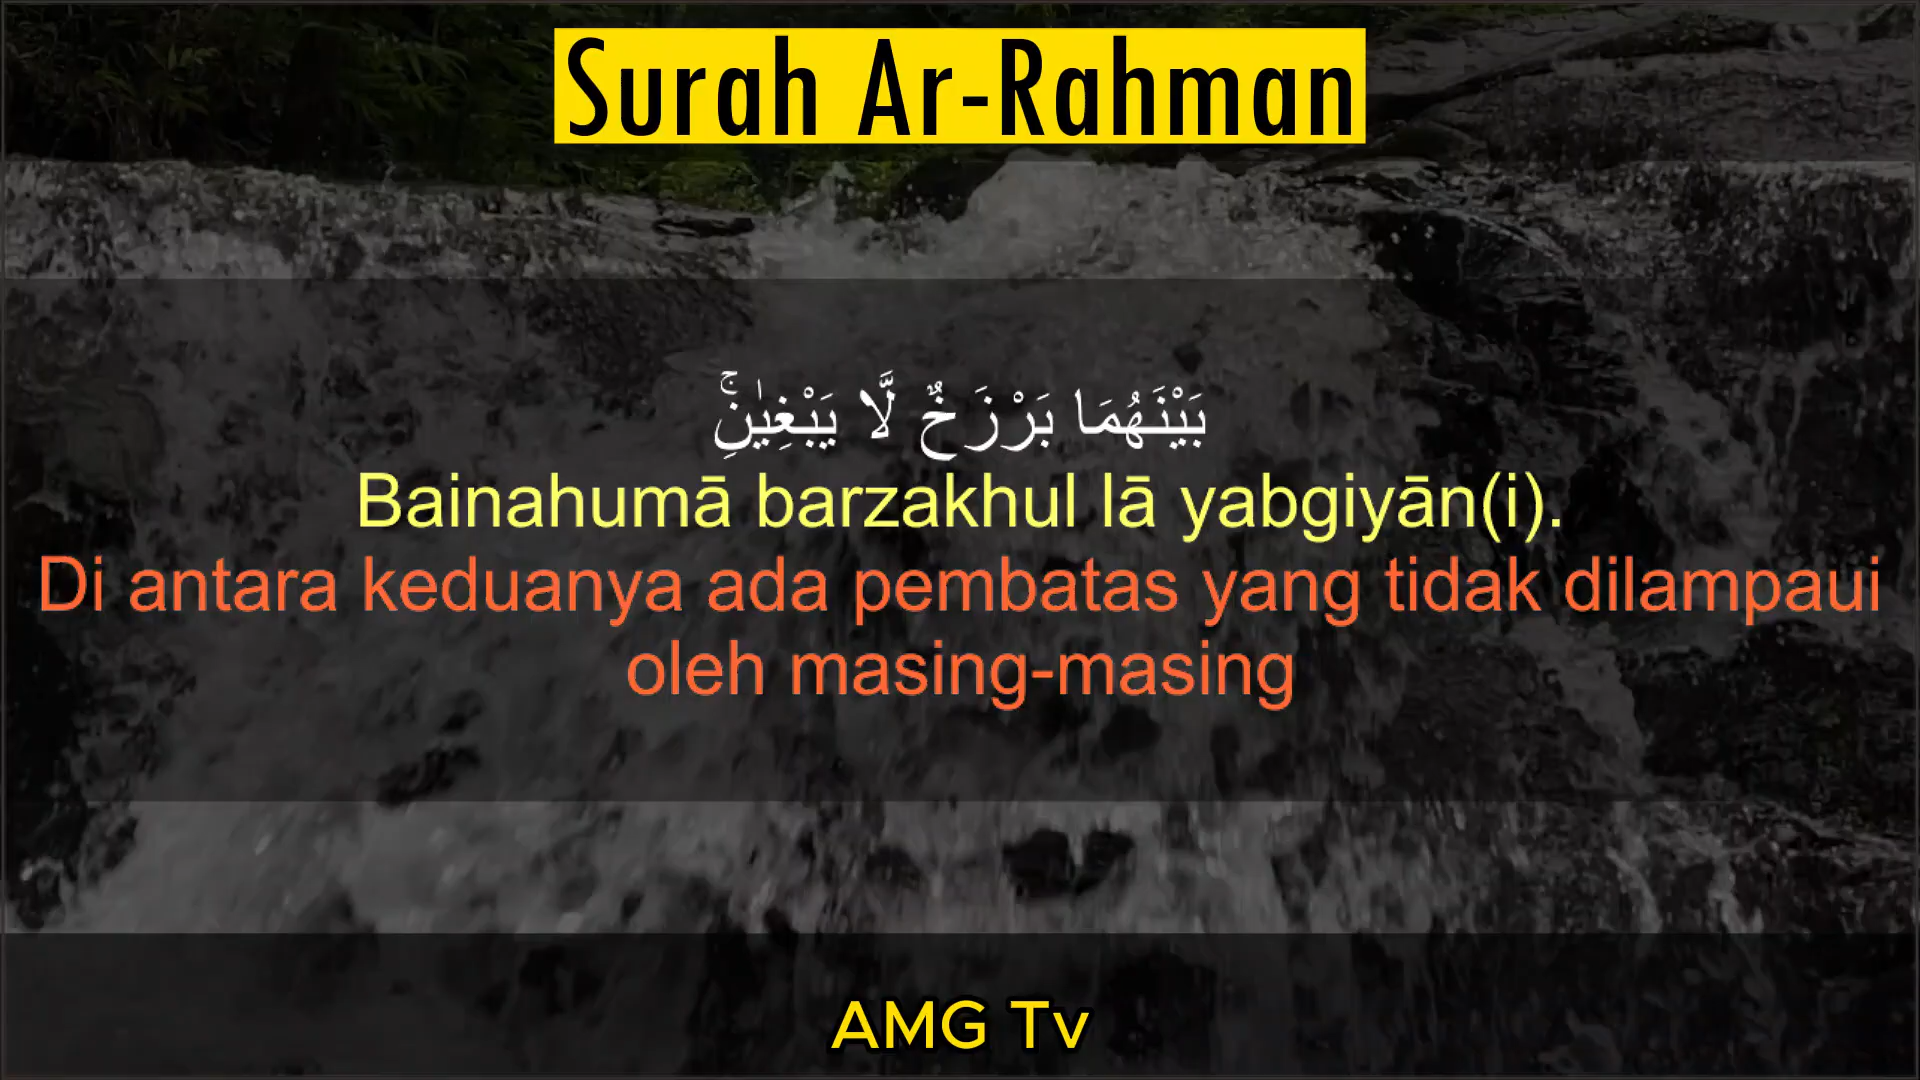 Surah Ar-Rahman
بَيْنَهُمَا بَرْزَخٌ لَّا يَبْغِيٰنِۚ
Bainahumā barzakhul lā yabgiyān(i).
Di antara keduanya ada pembatas yang tidak dilampaui
oleh masing-masing
AMG Tv